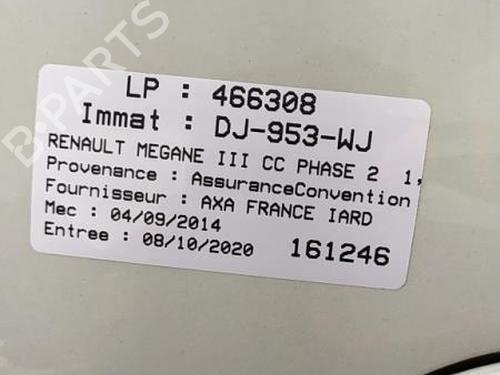 B-PARTS
LP : 466308
Immat : DJ-953-WJ
RENAULT MEGANE III CC PHASE 2 1,
Provenance : AssuranceConvention
Fournisseur : AXA FRANCE IARD
Mec : 04/09/2014
Entree : 08/10/2020 161246